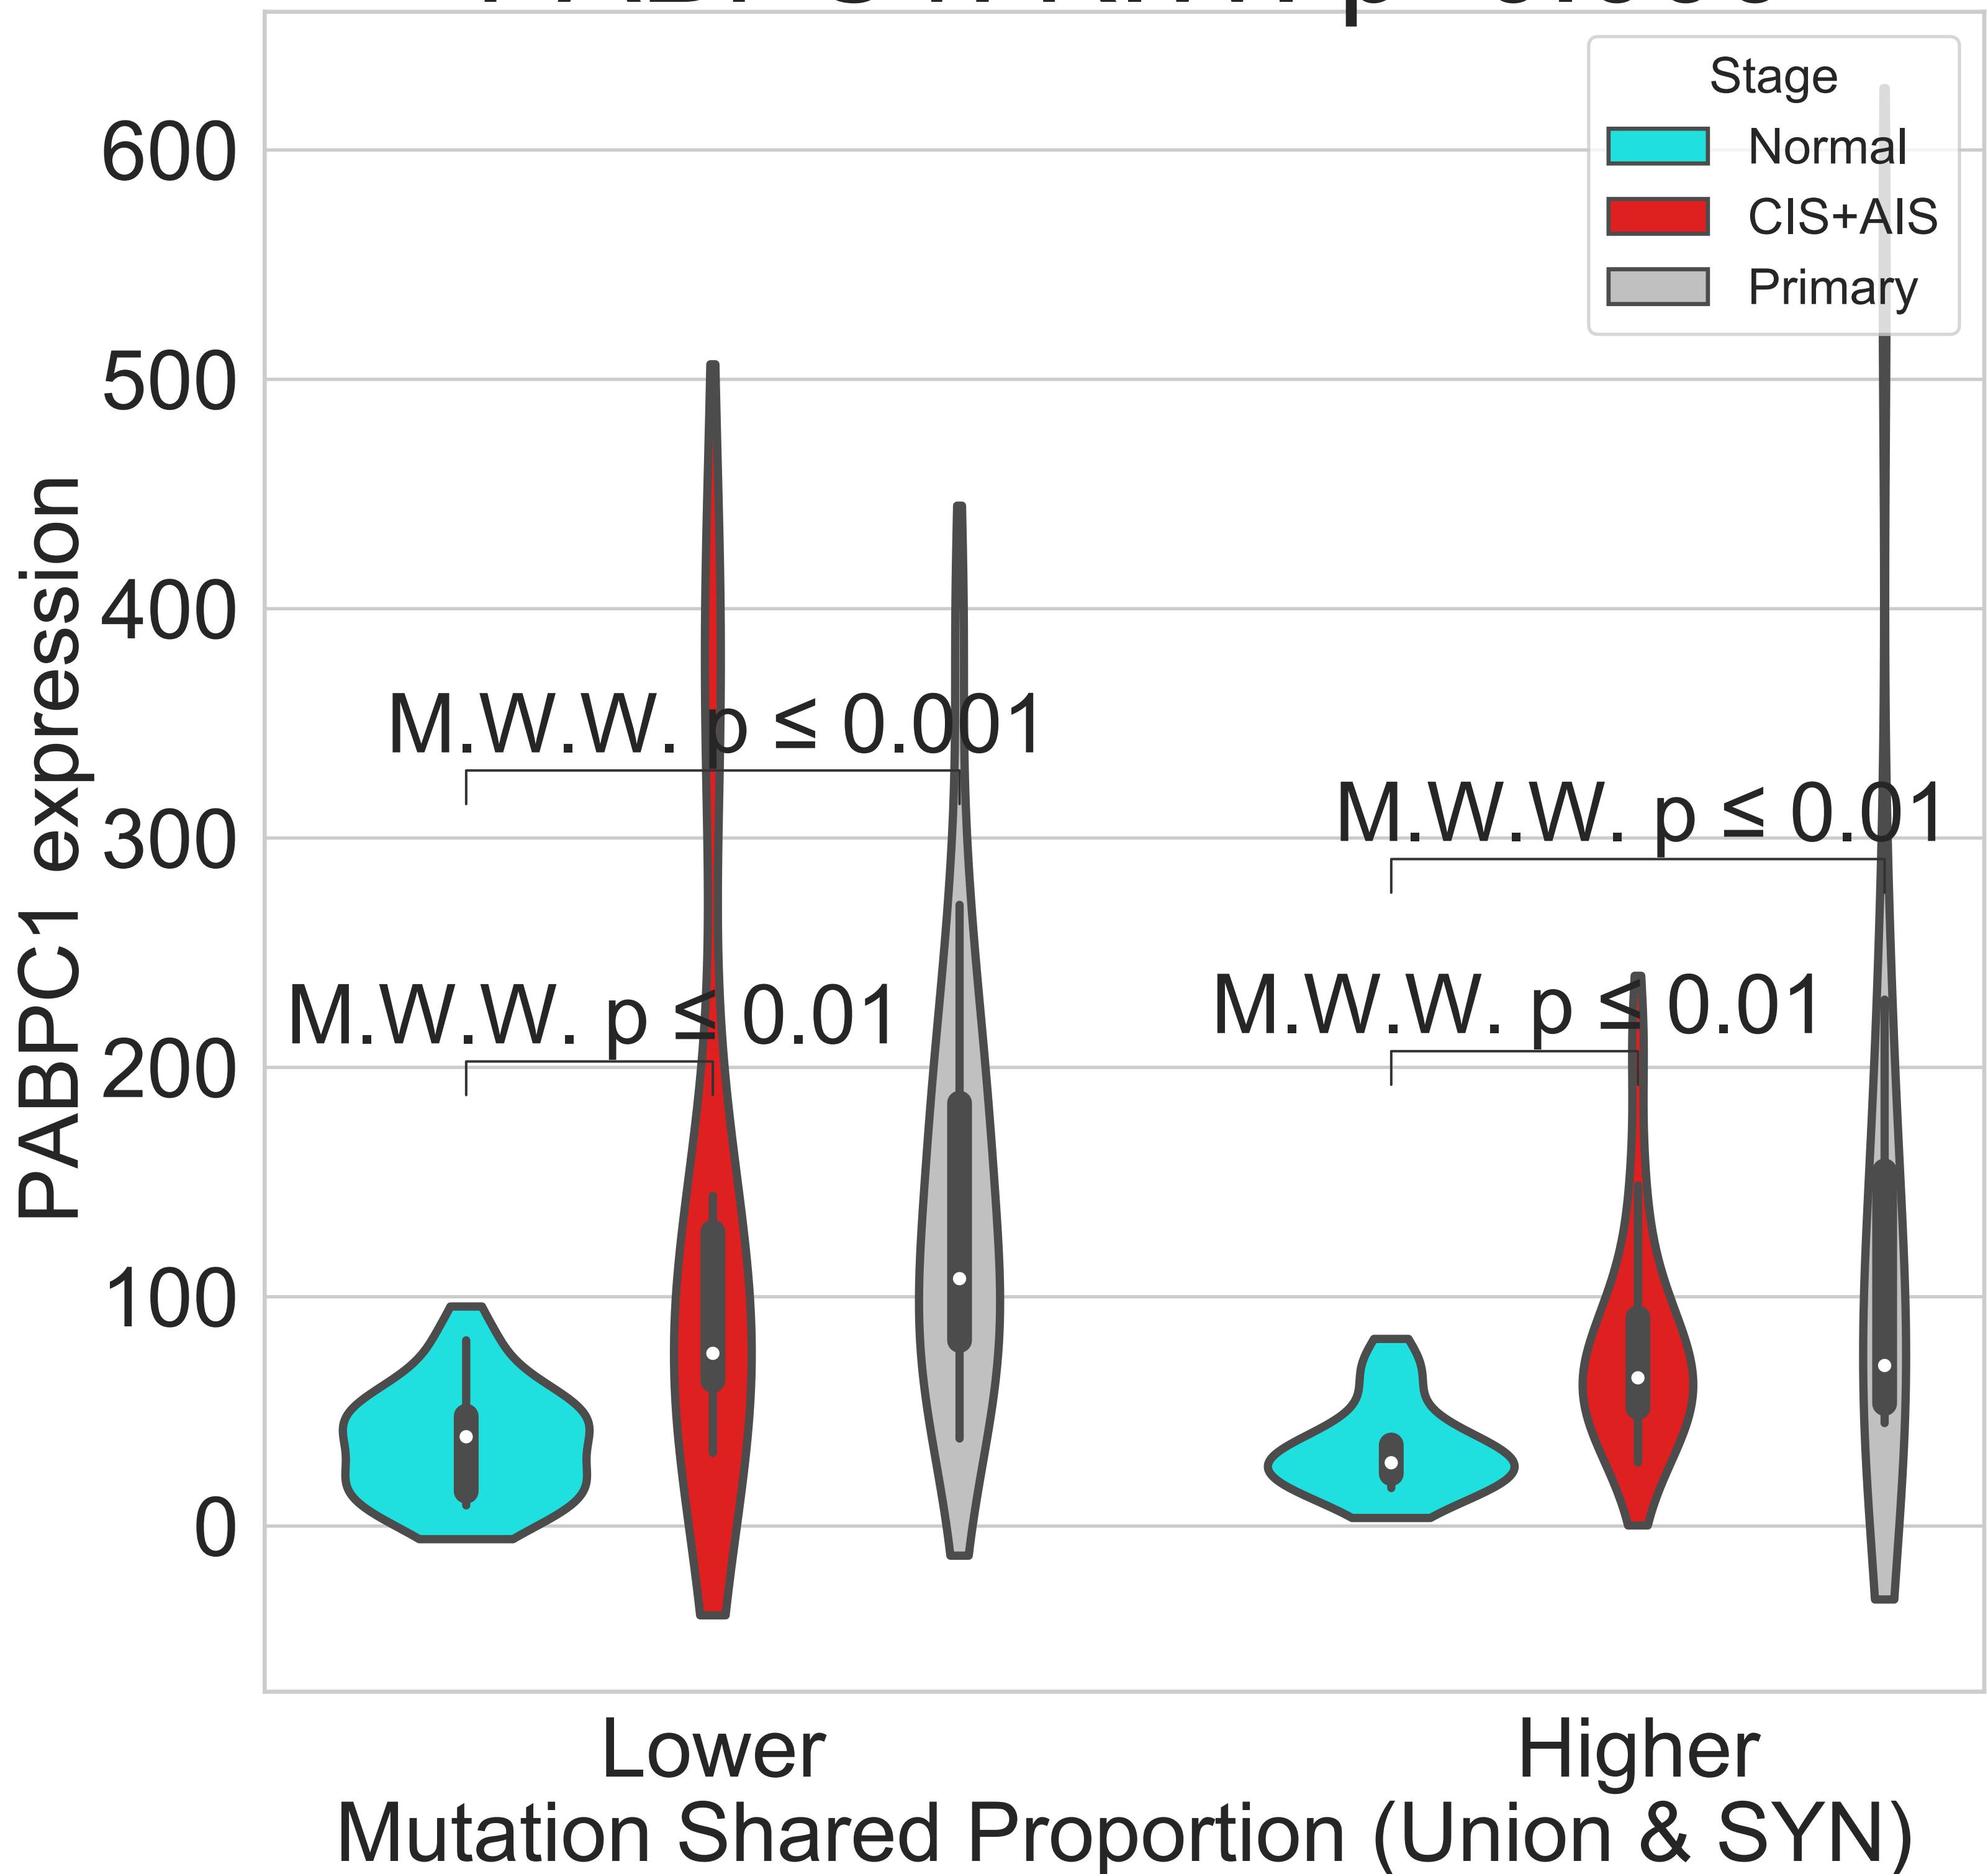 Stage
Normal
CIS+AIS
Primary
PABPC1 expression
600
500
400
300
200
100
0
M.W.W. p ≤ 0.001
M.W.W. p ≤ 0.01
M.W.W. p ≤ 0.01
M.W.W. p ≤ 0.01
Lower
Higher
Mutation Shared Proportion (Union & SYN)